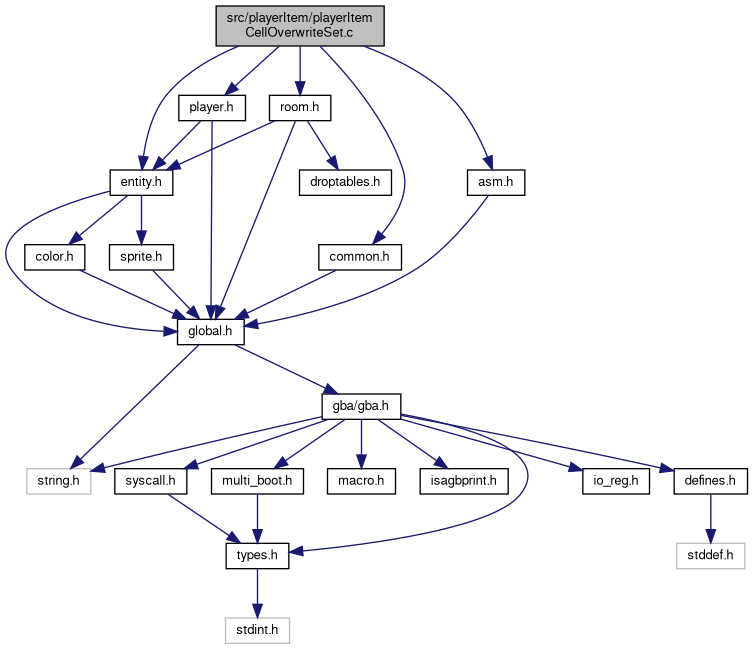 src/playerItem/playerItem
CellOverwriteSet.c
player.h
room.h
entity.h
droptables.h
asm.h
color.h
sprite.h
common.h
global.h
gba/gba.h
string.h
syscall.h
multi_boot.h
macro.h
isagbprint.h
io_reg.h
defines.h
types.h
stddef.h
stdint.h